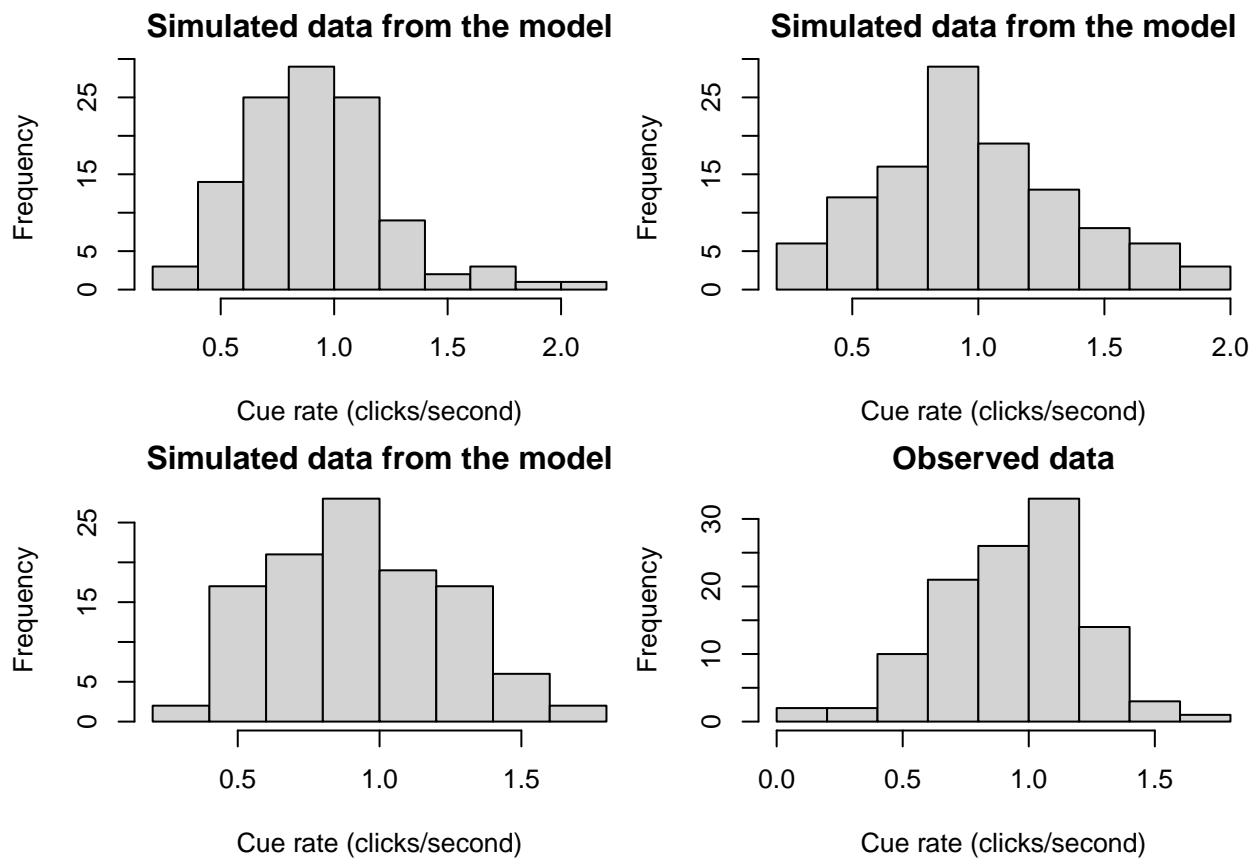 Simulated data from the model
Frequency
0 5 15 25
0.5 1.0 1.5 2.0
Cue rate (clicks/second)
Simulated data from the model
Frequency
0 5 15 25
0.5 1.0 1.5 2.0
Cue rate (clicks/second)
Simulated data from the model
Frequency
0 5 15 25
0.5 1.0 1.5
Cue rate (clicks/second)
Observed data
Frequency
0 10 20 30
0.0 0.5 1.0 1.5
Cue rate (clicks/second)